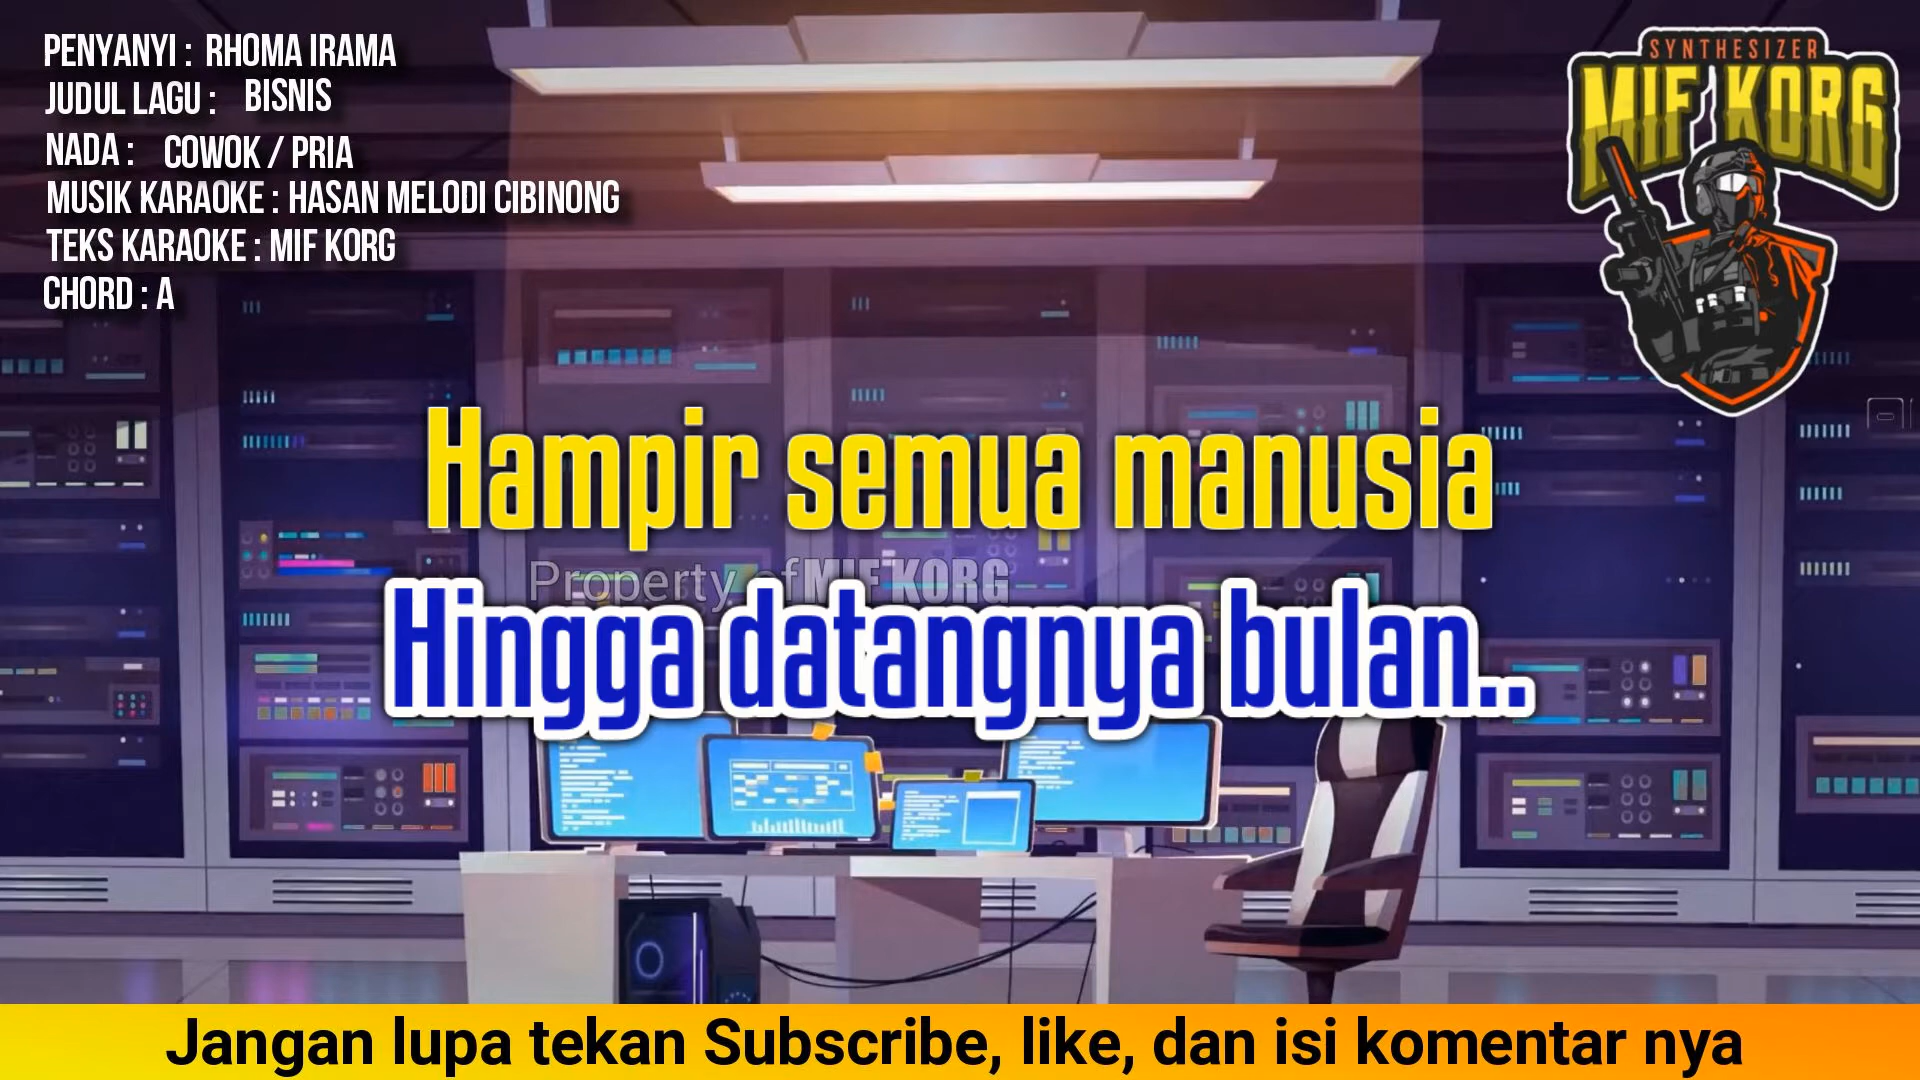 PENYANYI : RHOMA IRAMA
JUDUL LAGU : BISNIS
NADA : COWOK / PRIA
MUSIK KARAOKE : HASAN MELODI CIBINONG
TEKS KARAOKE : MIF KORG
CHORD : A
SYNTHESIZER
MIF KORG
Hampir semua manusia
Property of MIF KORG
Hingga datangnya bulan..
Jangan lupa tekan Subscribe, like, dan isi komentar nya